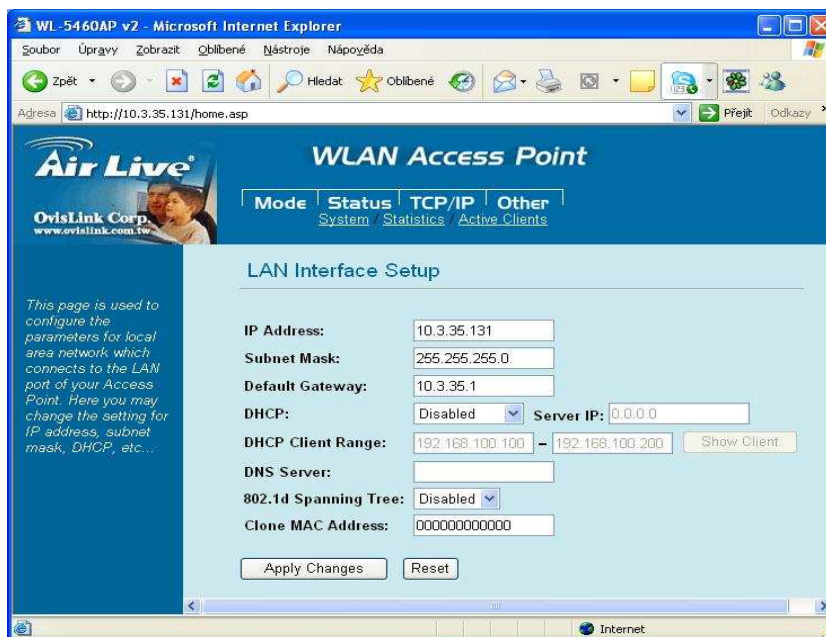 WL-5460AP v2 - Microsoft Internet Explorer
Soubor Úpravy Zobrazit Oblíbené Nástroje Nápověda
Zpět Hledat Oblíbené
Adresa http://10.3.35.131/home.asp Přejít Odkazy
Air Live®
OvisLink Corp.
www.ovislink.com.tw
WLAN Access Point
Mode Status TCP/IP Other
System / Statistics / Active Clients
This page is used to
configure the
parameters for local
area network which
connects to the LAN
port of your Access
Point. Here you may
change the setting for
IP address, subnet
mask, DHCP, etc...
LAN Interface Setup
IP Address: 10.3.35.131
Subnet Mask: 255.255.255.0
Default Gateway: 10.3.35.1
DHCP: Disabled Server IP: 0.0.0.0
DHCP Client Range: 192.168.100.100 – 192.168.100.200 Show Client
DNS Server:
802.1d Spanning Tree: Disabled
Clone MAC Address: 000000000000
Apply Changes Reset
Internet